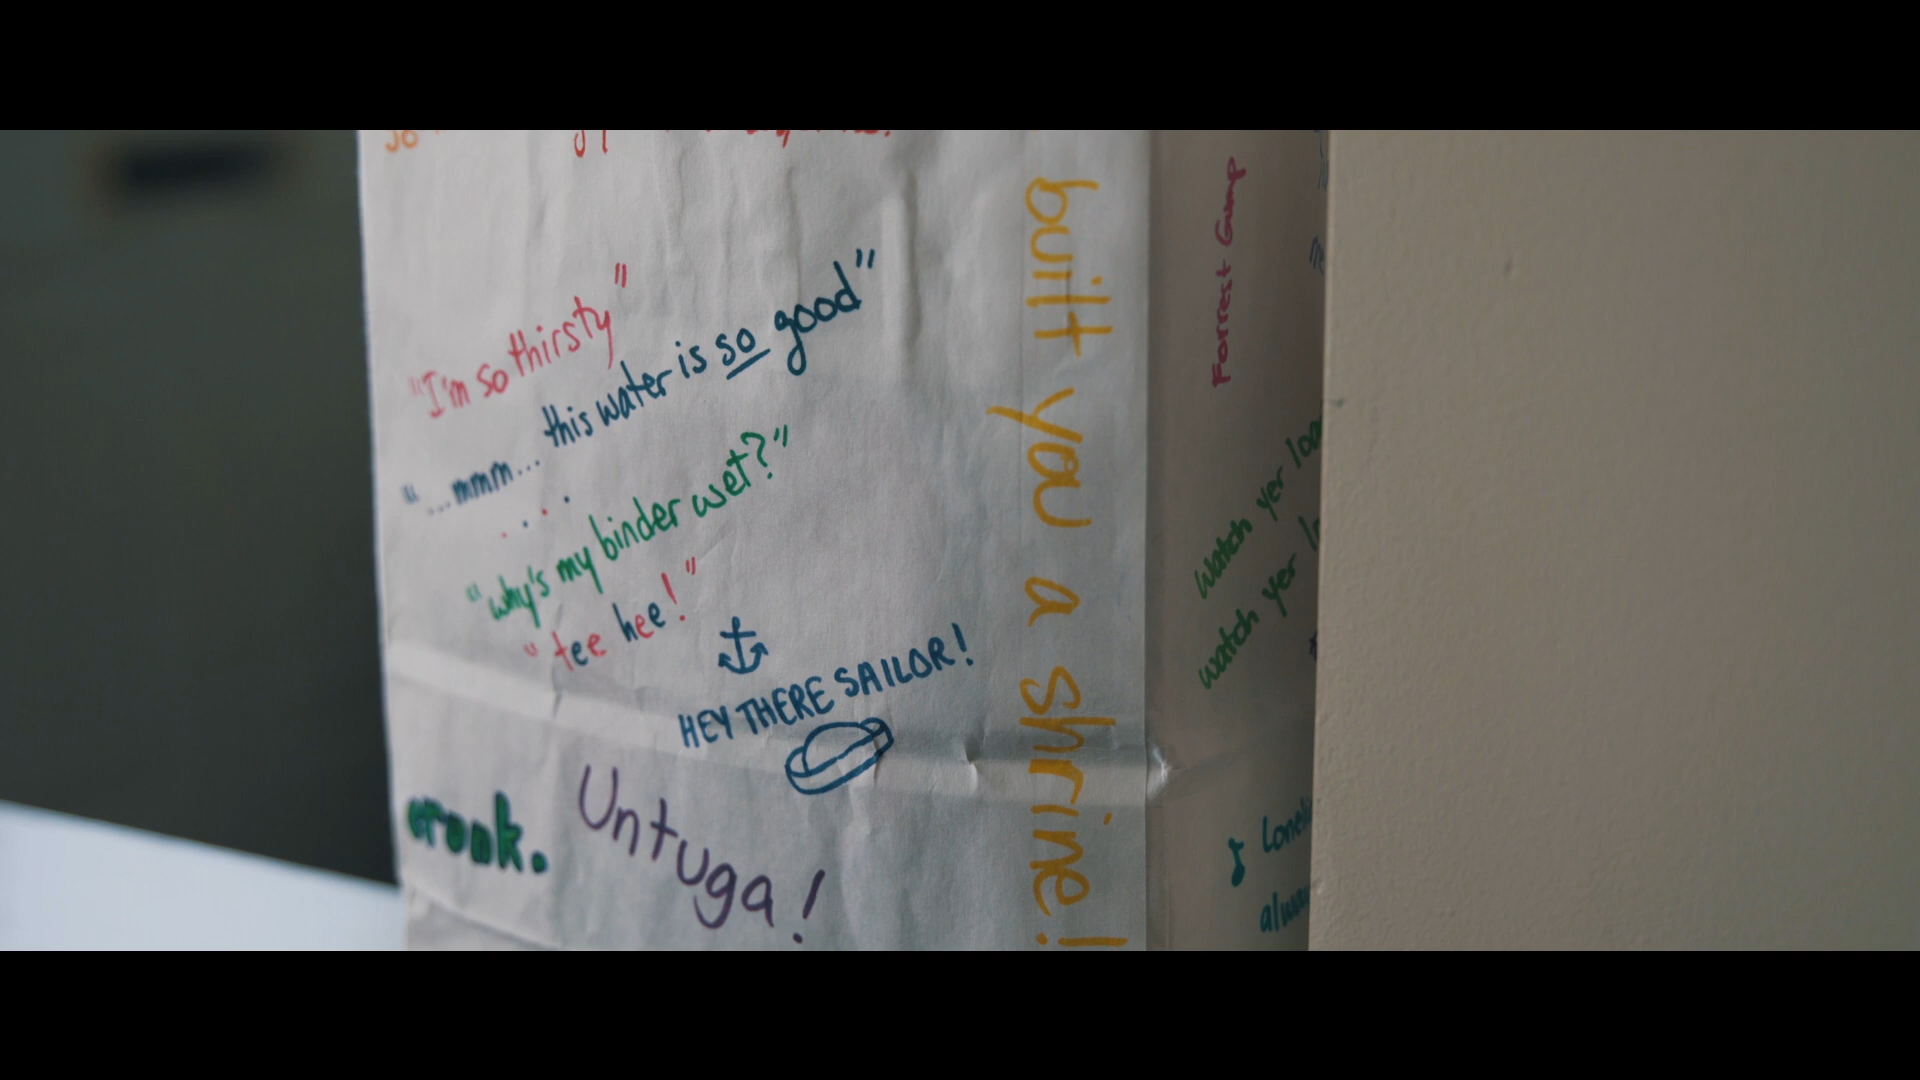 "I'm so thirsty"
"...mmm... this water is so good"
....
"why's my binder wet?"
"tee hee!"
HEY THERE SAILOR!
cronk.
Untuga!
built you a shrine!
Forrest Gump
watch yer
watch yer